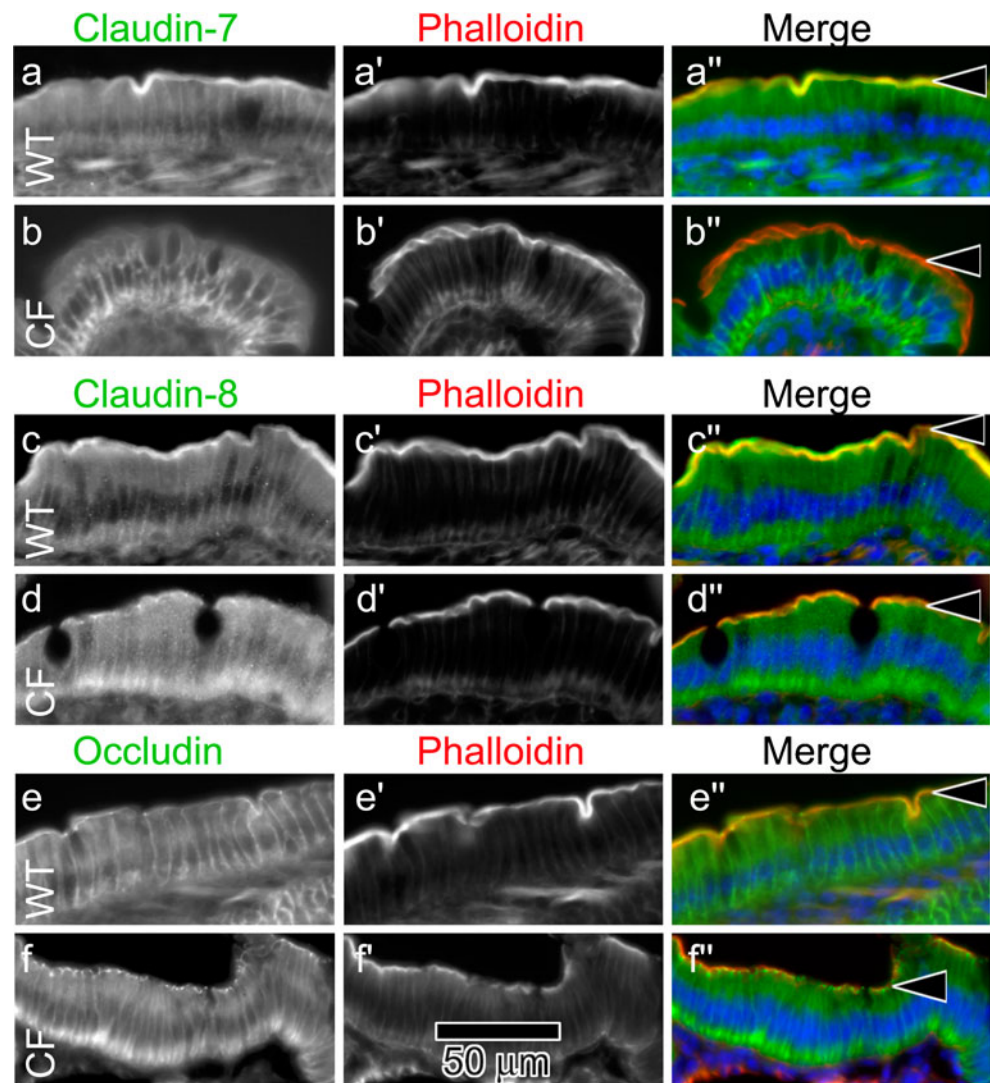 Claudin-7 Phalloidin Merge
a a' a"
WT
b b' b"
CF
Claudin-8 Phalloidin Merge
c c' c"
WT
d d' d"
CF
Occludin Phalloidin Merge
e e' e"
WT
f f' f"
CF
50 µm